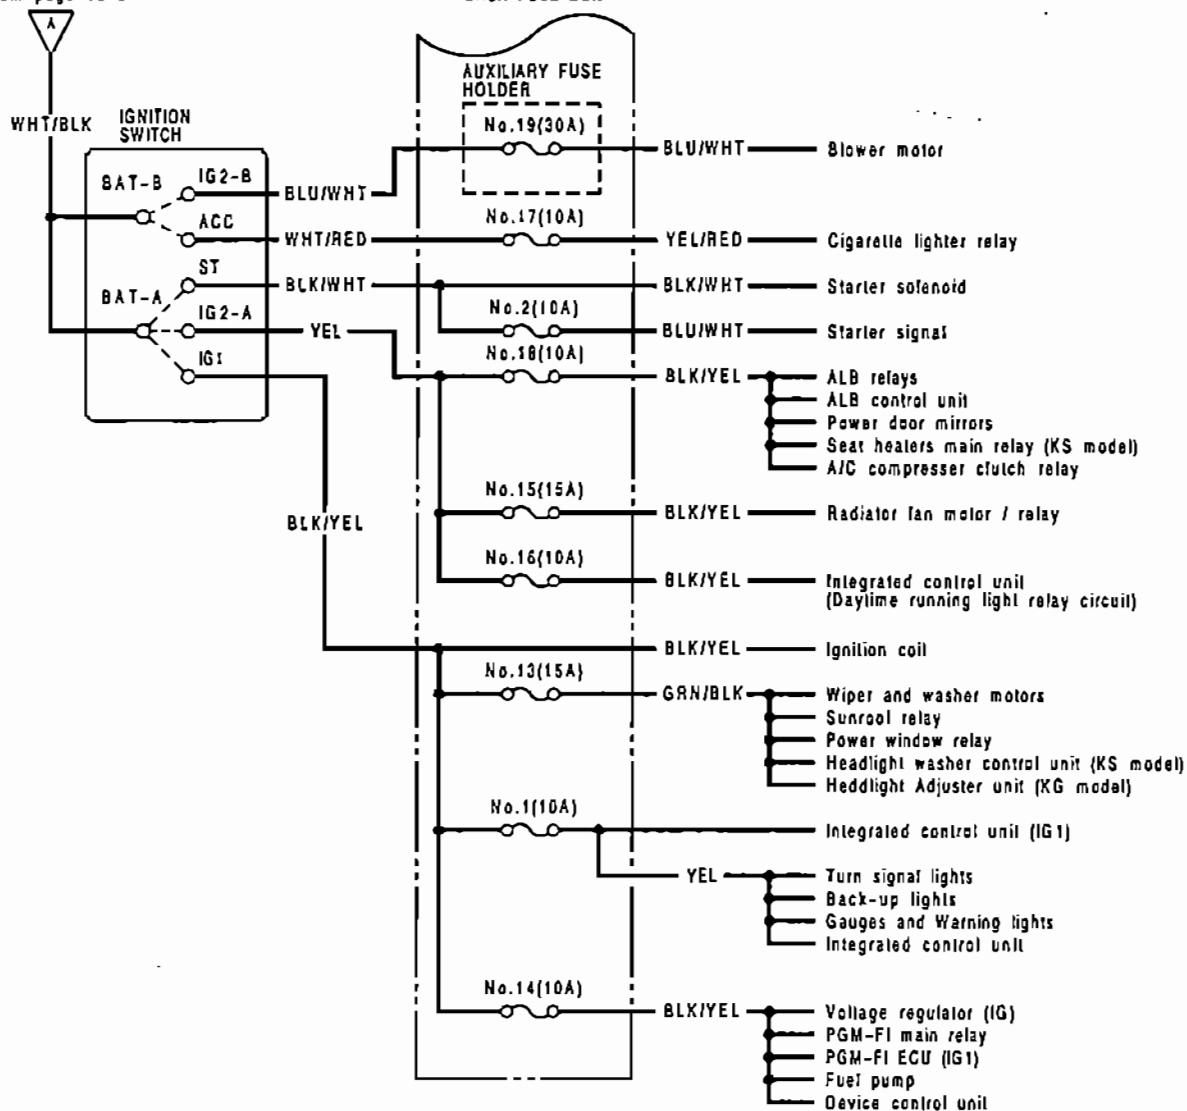 A
AUXILIARY FUSE
HOLDER
WHT/BLK
IGNITION
SWITCH
No.19(30A)
BLU/WHT
Blower motor
BAT-B
IG2-B
BLU/WHT
ACC
No.17(10A)
WHT/RED
YEL/RED
Cigarette lighter relay
ST
BLK/WHT
BLK/WHT
Starter solenoid
BAT-A
IG2-A
No.2(10A)
YEL
BLU/WHT
Starter signal
IG1
No.18(10A)
BLK/YEL
ALB relays
ALB control unit
Power door mirrors
Seat heaters main relay (KS model)
A/C compresser clutch relay
No.15(15A)
BLK/YEL
BLK/YEL
Radiator fan motor / relay
No.16(10A)
BLK/YEL
Integrated control unit
(Daytime running light relay circuit)
BLK/YEL
Ignition coil
No.13(15A)
GRN/BLK
Wiper and washer motors
Sunroof relay
Power window relay
Headlight washer control unit (KS model)
Heddlight Adjuster unit (KG model)
No.1(10A)
Integrated control unit (IG1)
YEL
Turn signal lights
Back-up lights
Gauges and Warning lights
Integrated control unit
No.14(10A)
BLK/YEL
Voltage regulator (IG)
PGM-FI main relay
PGM-FI ECU (IG1)
Fuel pump
Device control unit